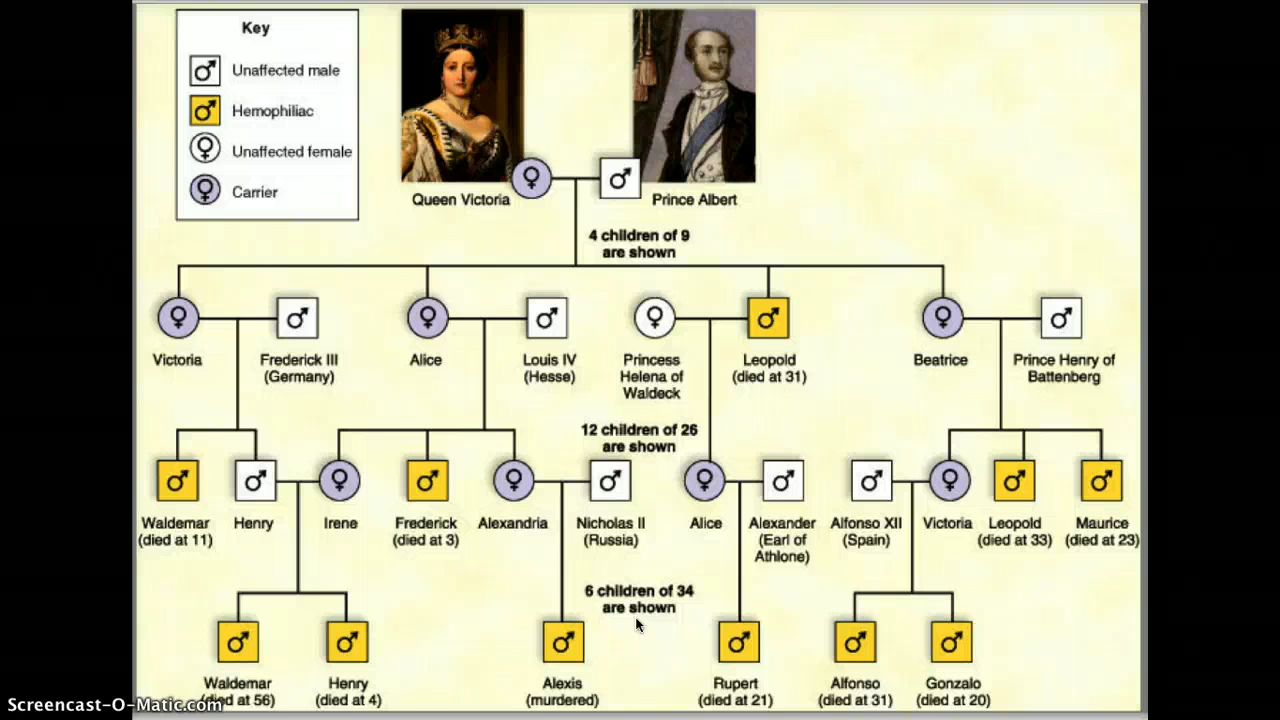 Key
Unaffected male
Hemophiliac
Unaffected female
Carrier
Queen Victoria
Prince Albert
4 children of 9
are shown
Victoria
Frederick III
(Germany)
Alice
Louis IV
(Hesse)
Princess
Helena of
Waldeck
Leopold
(died at 31)
Beatrice
Prince Henry of
Battenberg
12 children of 26
are shown
Waldemar
(died at 11)
Henry
Irene
Frederick
(died at 3)
Alexandria
Nicholas II
(Russia)
Alice
Alexander
(Earl of
Athlone)
Alfonso XII
(Spain)
Victoria
Leopold
(died at 33)
Maurice
(died at 23)
6 children of 34
are shown
Waldemar
(died at 56)
Henry
(died at 4)
Alexis
(murdered)
Rupert
(died at 21)
Alfonso
(died at 31)
Gonzalo
(died at 20)
Screencast-O-Matic.com